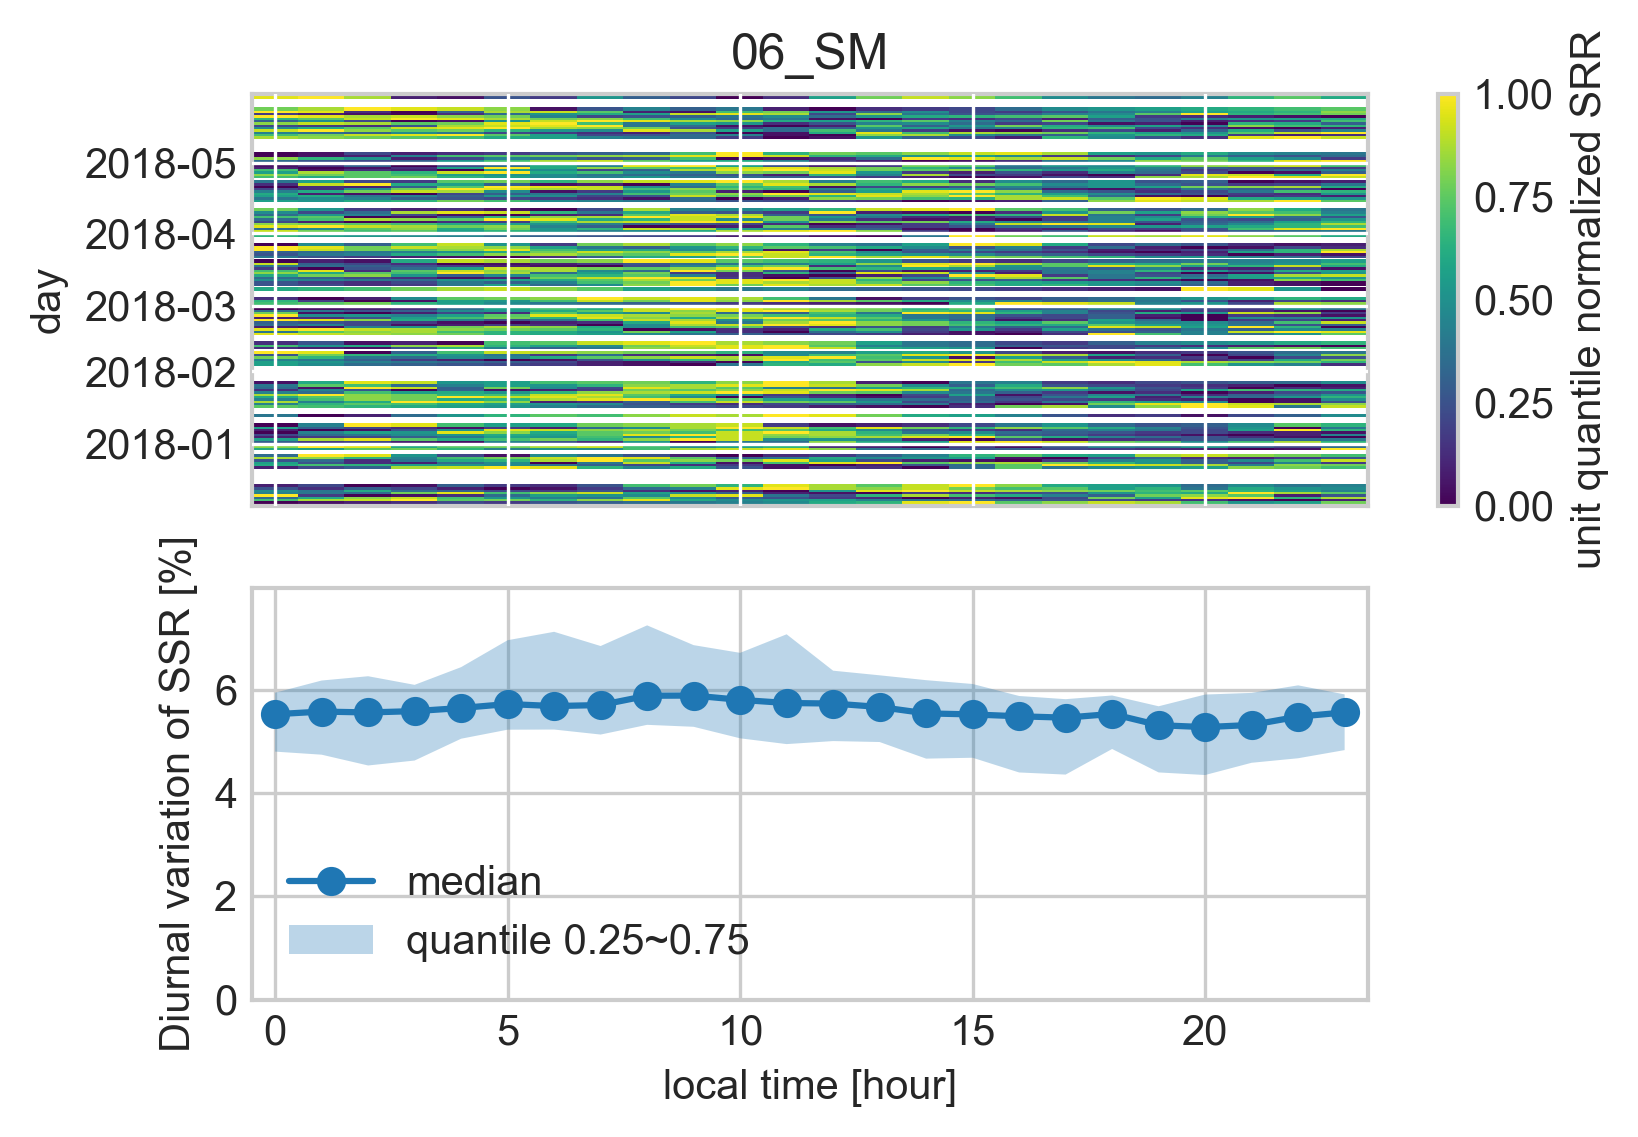 06_SM
day
2018-05
2018-04
2018-03
2018-02
2018-01
1.00
0.75
0.50
0.25
0.00
unit quantile normalized SRR
Diurnal variation of SSR [%]
6
4
2
0
median
quantile 0.25~0.75
0 5 10 15 20
local time [hour]